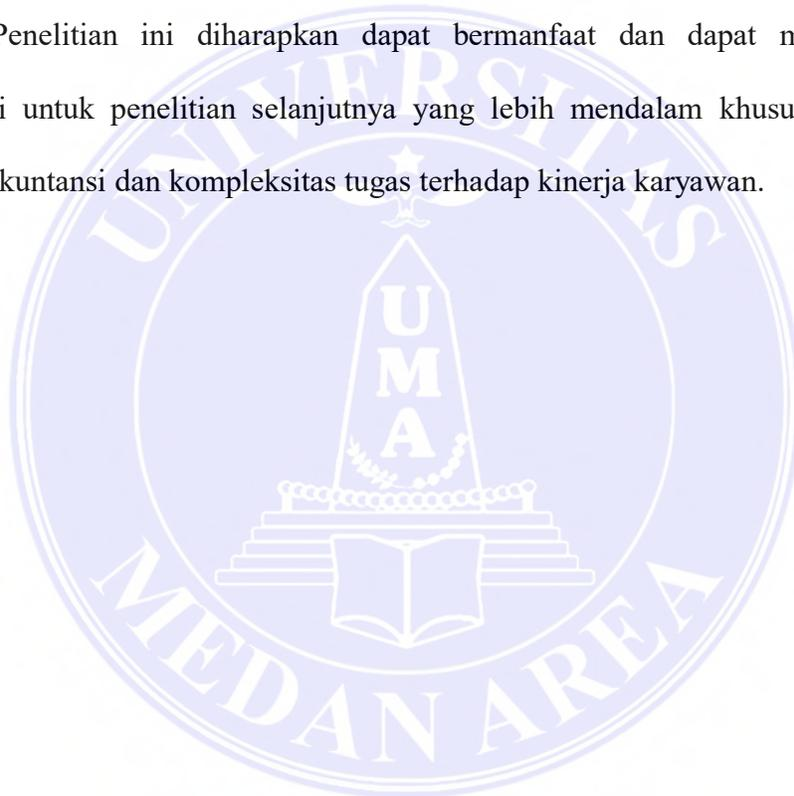 Penelitian ini diharapkan dapat bermanfaat dan dapat m
i untuk penelitian selanjutnya yang lebih mendalam khusu
kuntansi dan kompleksitas tugas terhadap kinerja karyawan.
UNIVERSITAS
U
M
A
MEDAN AREA